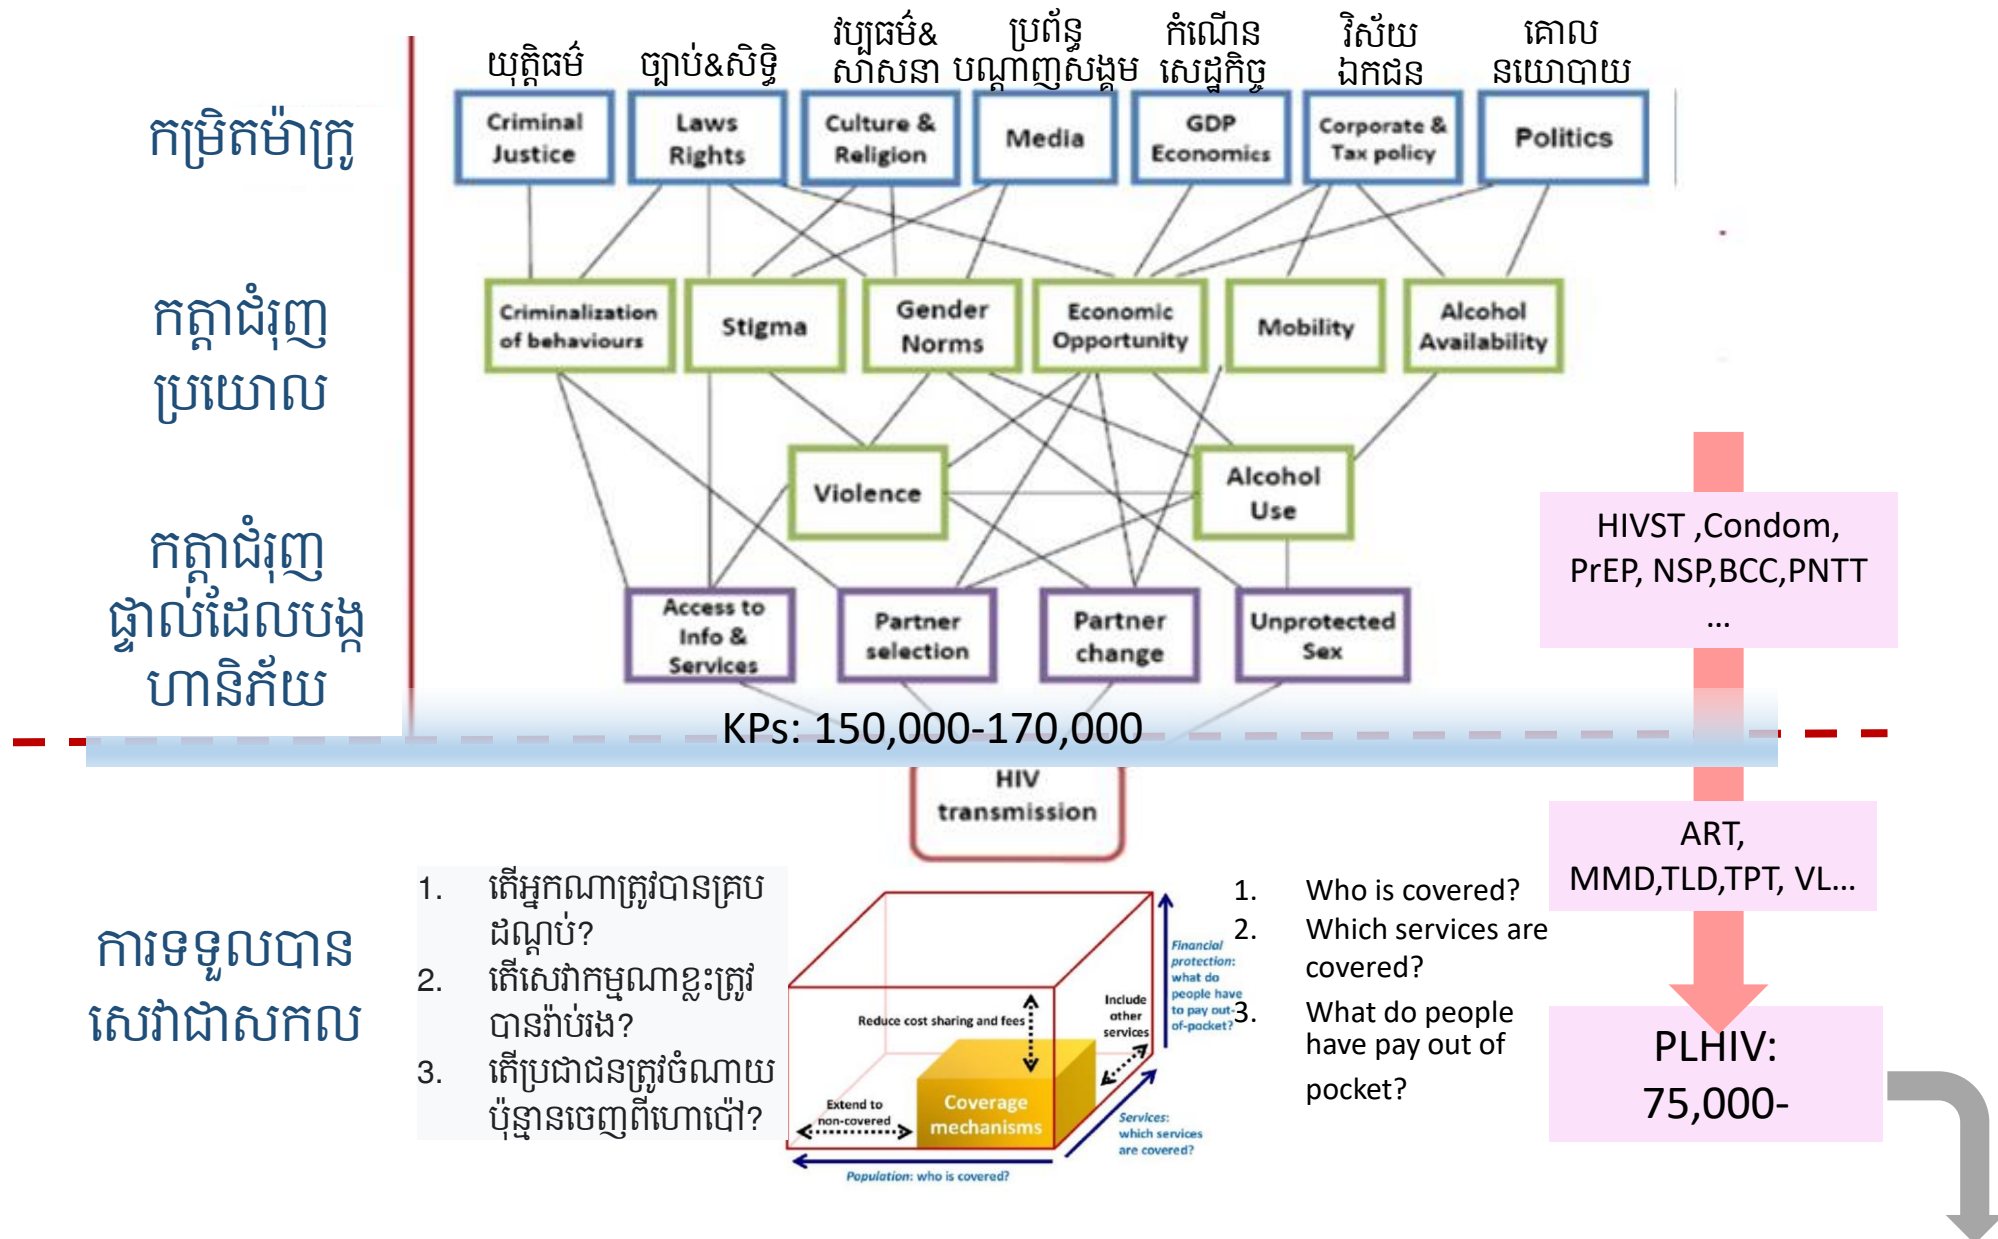 យុត្តិធម៌
ច្បាប់&សិទ្ធិ
វប្បធម៌&
សាសនា
ប្រព័ន្ធ
បណ្តាញសង្គម
កំណើន
សេដ្ឋកិច្ច
វិស័យ
ឯកជន
គោល
នយោបាយ
កម្រិតម៉ាក្រូ
Criminal
Justice
Laws
Rights
Culture &
Religion
Media
GDP
Economics
Corporate &
Tax policy
Politics
កត្តាជំរុញ
ប្រយោល
Criminalization
of behaviours
Stigma
Gender
Norms
Economic
Opportunity
Mobility
Alcohol
Availability
Violence
Alcohol
Use
HIVST ,Condom,
PrEP, NSP,BCC,PNTT
...
កត្តាជំរុញ
ផ្ទាល់ដែលបង្ក
ហានិភ័យ
Access to
Info &
Services
Partner
selection
Partner
change
Unprotected
Sex
KPs: 150,000-170,000
HIV
transmission
ART,
MMD,TLD,TPT, VL...
ការទទួលបាន
សេវាជាសកល
1. តើអ្នកណាត្រូវបានគ្រប
ដណ្តប់?
2. តើសេវាកម្មណាខ្លះត្រូវ
បានរ៉ាប់រង?
3. តើប្រជាជនត្រូវចំណាយ
ប៉ុន្មានចេញពីហោប៉ៅ?
Reduce cost sharing and fees
Include
other
services
Extend to
non-covered
Coverage
mechanisms
Financial
protection:
what do
people have
to pay out-
of-pocket?
Services:
which services
are covered?
Population: who is covered?
1. Who is covered?
2. Which services are
covered?
3. What do people
have pay out of
pocket?
PLHIV:
75,000-